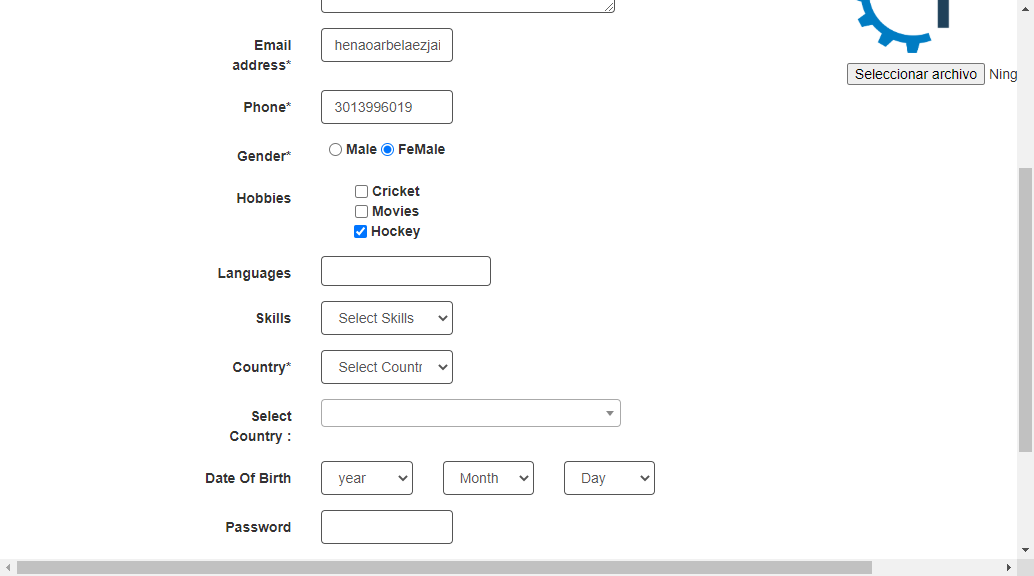 Email
address*
henaoarbelaezjai
Seleccionar archivo Ning
Phone*
3013996019
Gender*
Male FeMale
Hobbies
Cricket
Movies
Hockey
Languages
Skills
Select Skills
Country*
Select Countr
Select
Country :
Date Of Birth
year Month Day
Password